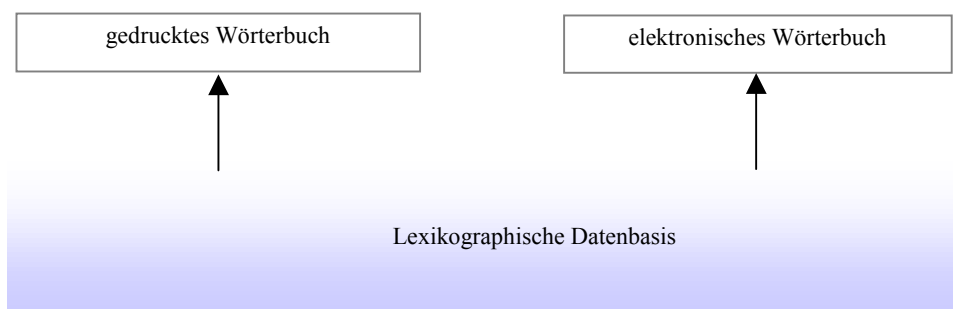 gedrucktes Wörterbuch
elektronisches Wörterbuch
Lexikographische Datenbasis